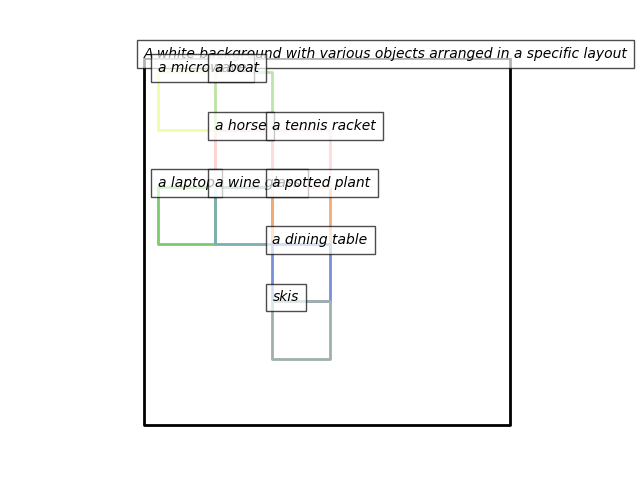 A white background with various objects arranged in a specific layout
a microwave
a boat
a horse
a tennis racket
a laptop
a wine glass
a potted plant
a dining table
skis